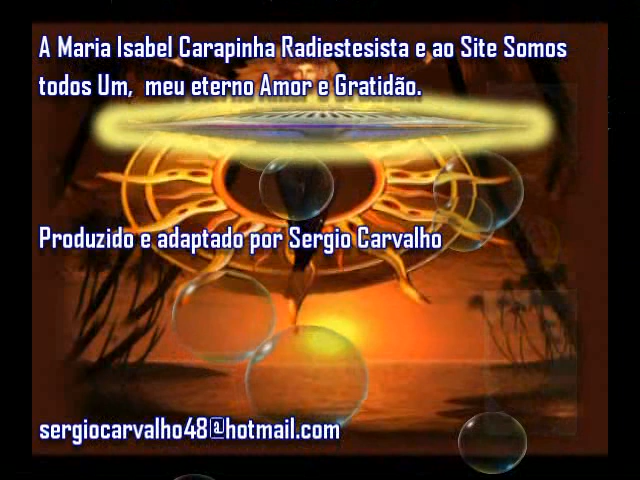 A Maria Isabel Carapinha Radiestesista e ao Site Somos
todos Um,  meu eterno Amor e Gratidão.
Produzido e adaptado por Sergio Carvalho
sergiocarvalho48@hotmail.com